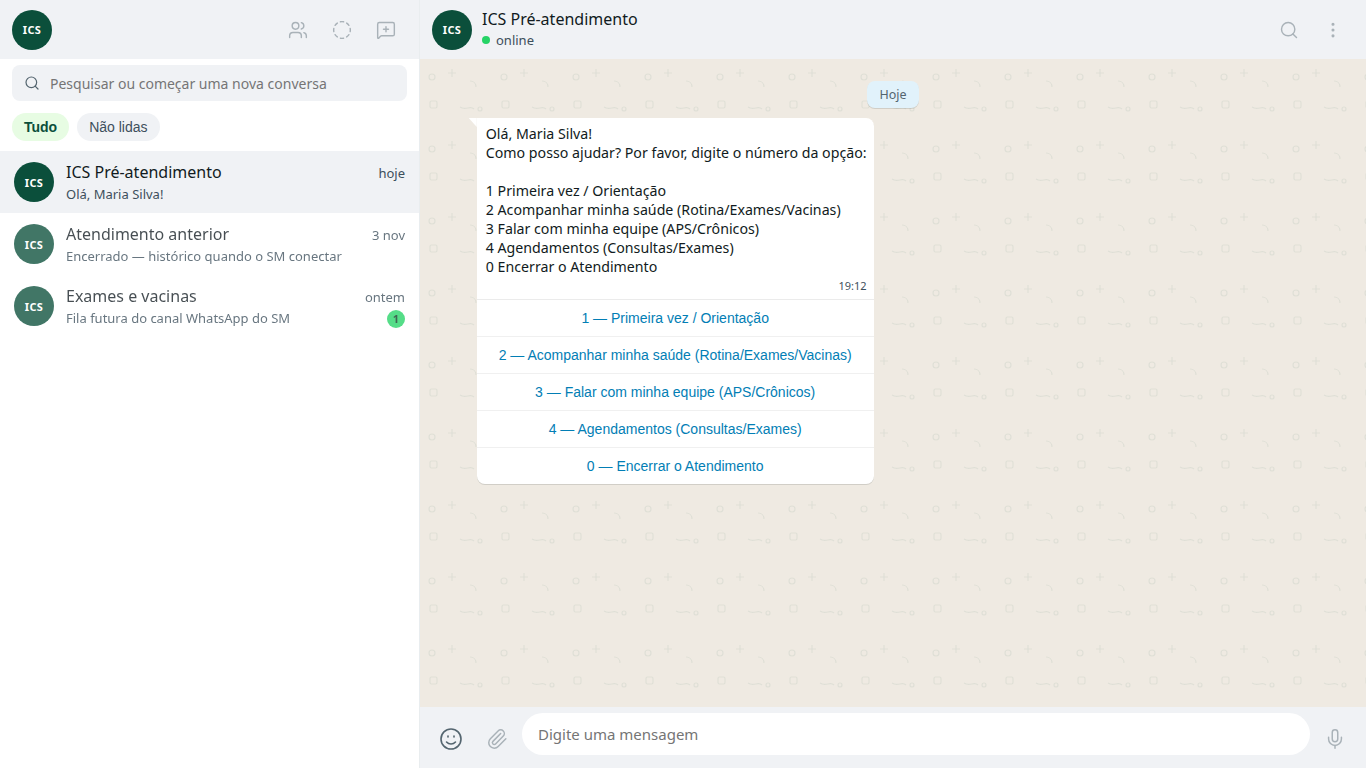 ICS
Pesquisar ou começar uma nova conversa
Tudo
Não lidas
ICS
ICS Pré-atendimento
hoje
Olá, Maria Silva!
ICS
Atendimento anterior
3 nov
Encerrado — histórico quando o SM conectar
ICS
Exames e vacinas
ontem
Fila futura do canal WhatsApp do SM
1
ICS
ICS Pré-atendimento
online
Hoje
Olá, Maria Silva!
Como posso ajudar? Por favor, digite o número da opção:
1 Primeira vez / Orientação
2 Acompanhar minha saúde (Rotina/Exames/Vacinas)
3 Falar com minha equipe (APS/Crônicos)
4 Agendamentos (Consultas/Exames)
0 Encerrar o Atendimento
19:12
1 — Primeira vez / Orientação
2 — Acompanhar minha saúde (Rotina/Exames/Vacinas)
3 — Falar com minha equipe (APS/Crônicos)
4 — Agendamentos (Consultas/Exames)
0 — Encerrar o Atendimento
Digite uma mensagem